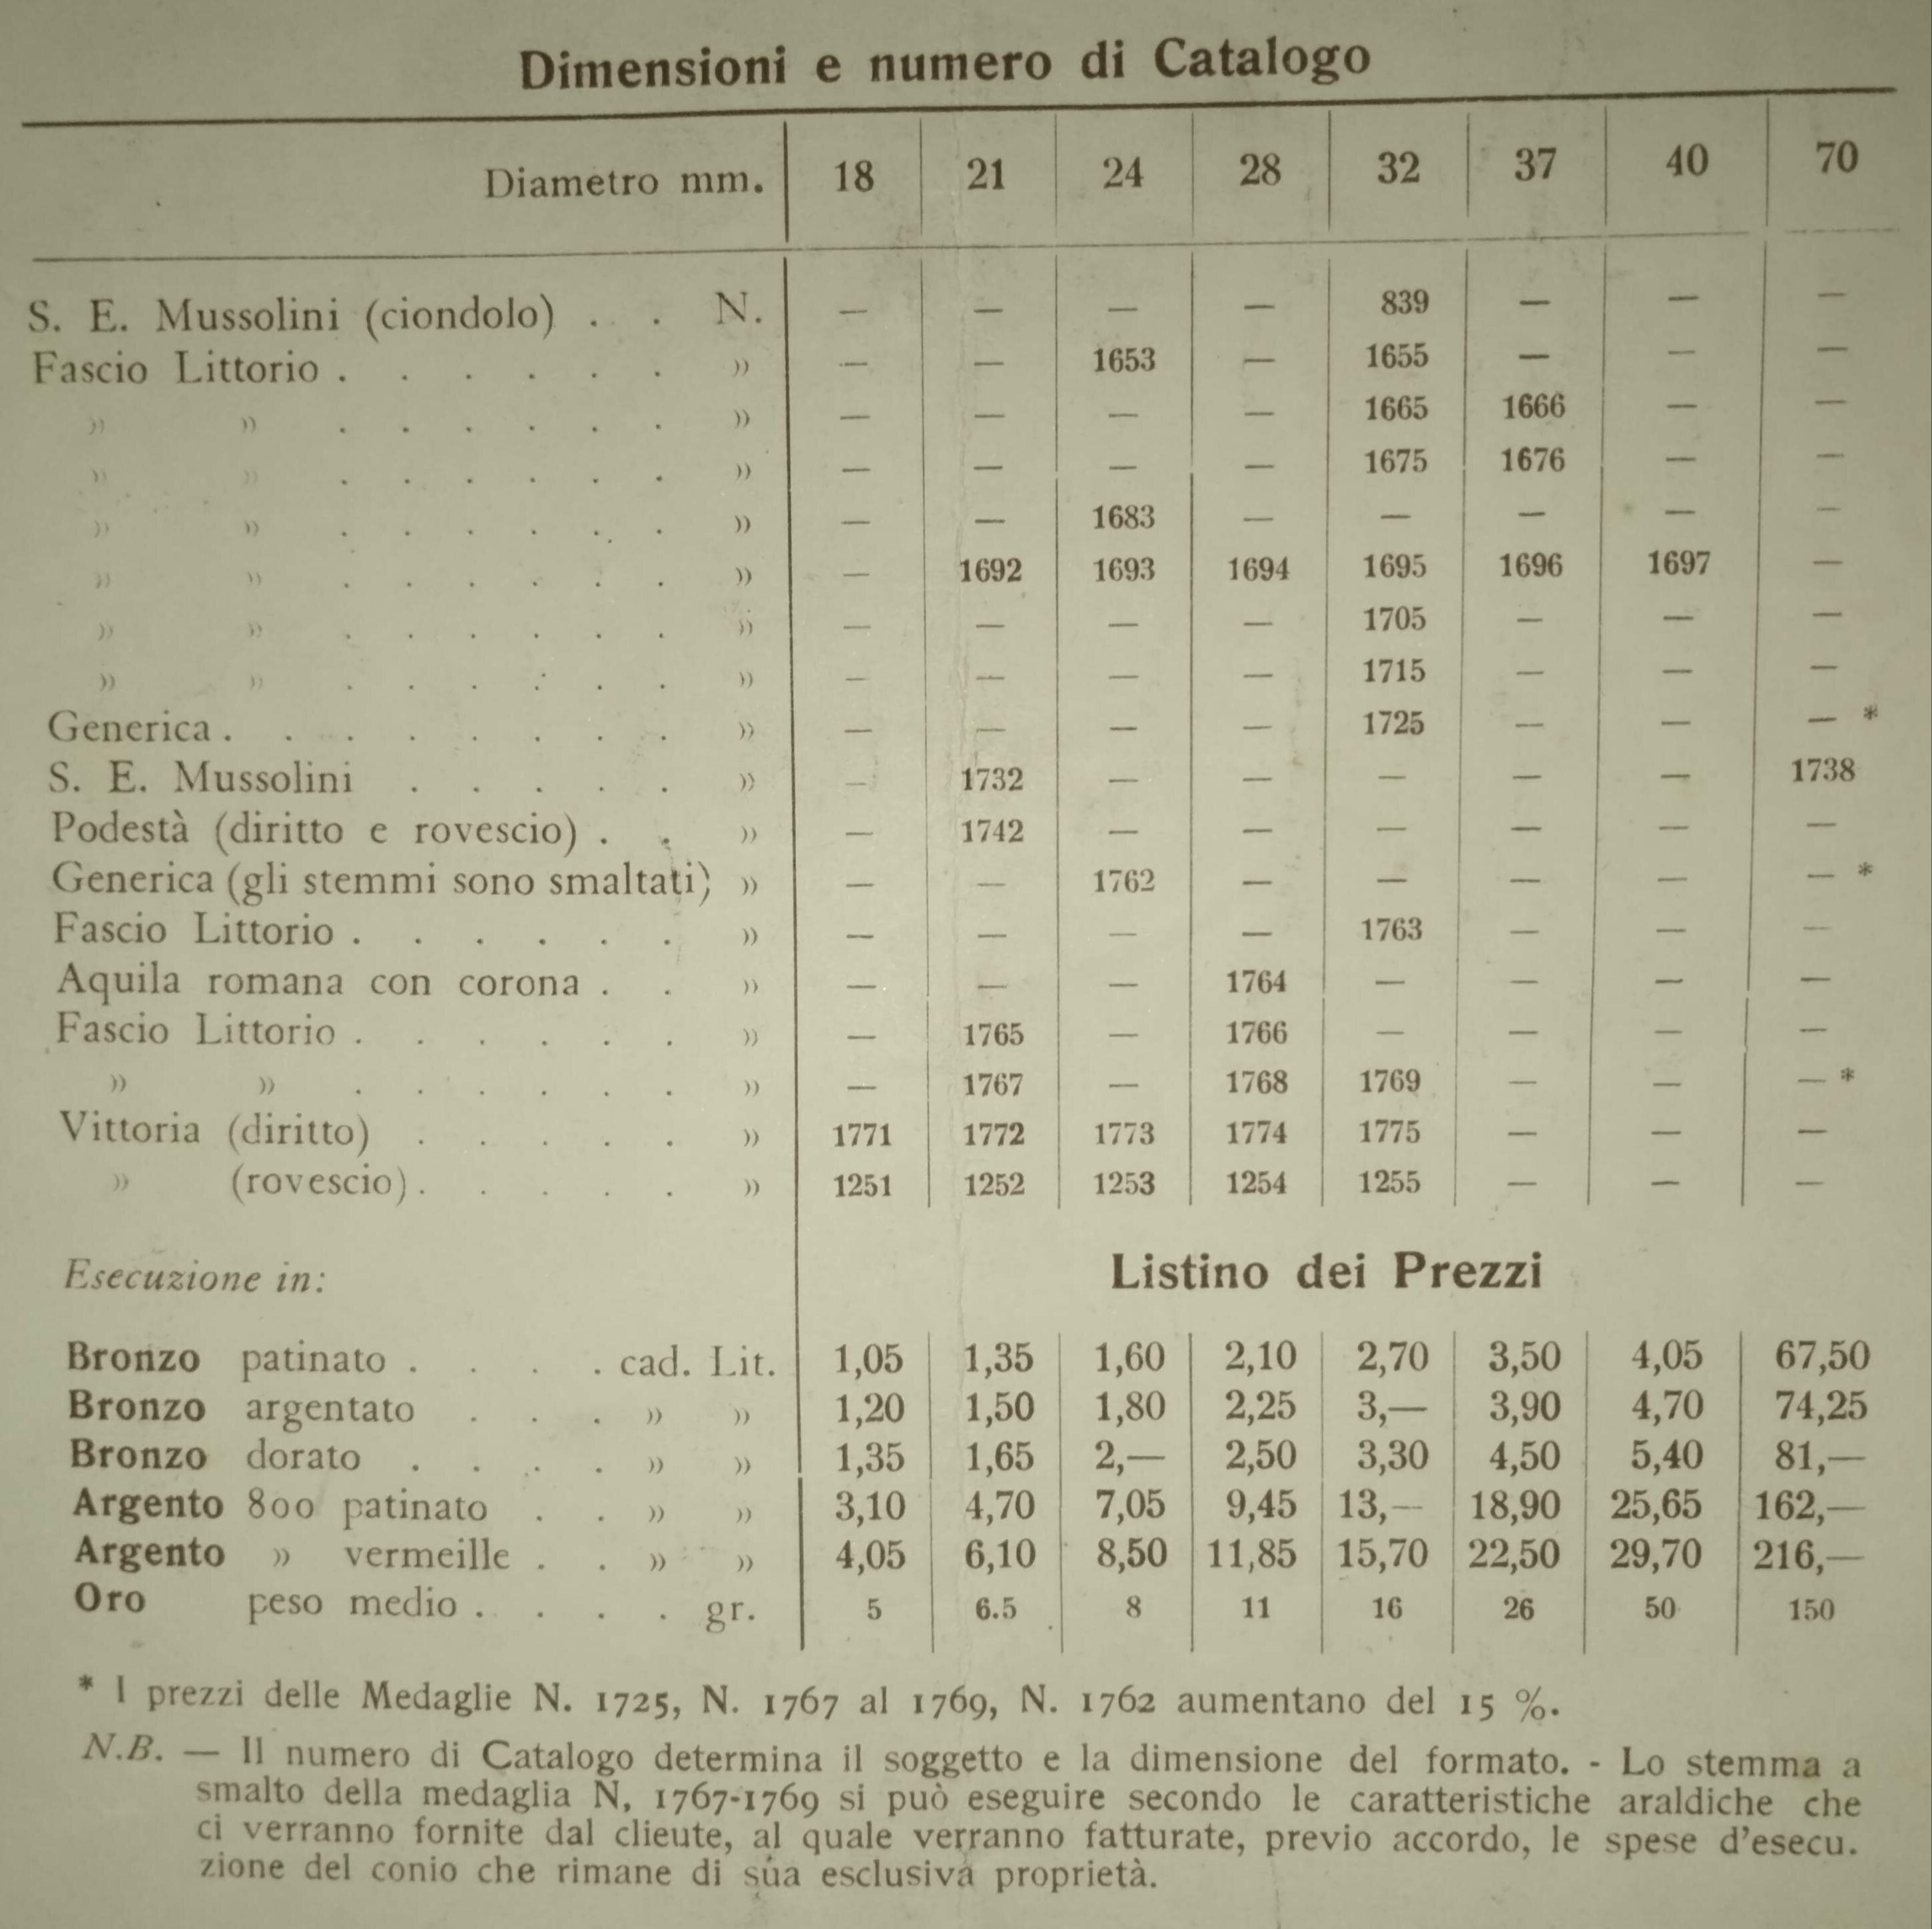 Dimensioni e numero di Catalogo
Diametro mm. 18 21 24 28 32 37 40 70
S. E. Mussolini (ciondolo) . . N. — — — — 839 — — —
Fascio Littorio . . . . . . » — — 1653 — 1655 — — —
» » . . . . . . » — — — — 1665 1666 — —
» » . . . . . . » — — — — 1675 1676 — —
» » . . . . . . » — — 1683 — — — — —
» » . . . . . . » — 1692 1693 1694 1695 1696 1697 —
» » . . . . . . » — — — — 1705 — — —
» » . . . . . . » — — — — 1715 — — —
Generica . . . . . . . . » — — — — 1725 — — — *
S. E. Mussolini . . . . . » — 1732 — — — — — 1738
Podestà (diritto e rovescio) . . » — 1742 — — — — — —
Generica (gli stemmi sono smaltati) » — — 1762 — — — — — *
Fascio Littorio . . . . . . » — — — — 1763 — — —
Aquila romana con corona . . » — — — 1764 — — — —
Fascio Littorio . . . . . . » — 1765 — 1766 — — — —
» » . . . . . . » — 1767 — 1768 1769 — — — *
Vittoria (diritto) . . . . . » 1771 1772 1773 1774 1775 — — —
» (rovescio) . . . . . » 1251 1252 1253 1254 1255 — — —
Esecuzione in: Listino dei Prezzi
Bronzo patinato . . . . cad. Lit. 1,05 1,35 1,60 2,10 2,70 3,50 4,05 67,50
Bronzo argentato . . . » » 1,20 1,50 1,80 2,25 3,— 3,90 4,70 74,25
Bronzo dorato . . . . » » 1,35 1,65 2,— 2,50 3,30 4,50 5,40 81,—
Argento 800 patinato . . » » 3,10 4,70 7,05 9,45 13,— 18,90 25,65 162,—
Argento » vermeille . . » » 4,05 6,10 8,50 11,85 15,70 22,50 29,70 216,—
Oro peso medio . . . . gr. 5 6.5 8 11 16 26 50 150
* I prezzi delle Medaglie N. 1725, N. 1767 al 1769, N. 1762 aumentano del 15 %.
N.B. — Il numero di Catalogo determina il soggetto e la dimensione del formato. - Lo stemma a
smalto della medaglia N, 1767-1769 si può eseguire secondo le caratteristiche araldiche che
ci verranno fornite dal clieute, al quale verranno fatturate, previo accordo, le spese d'esecu.
zione del conio che rimane di súa esclusivá proprietà.